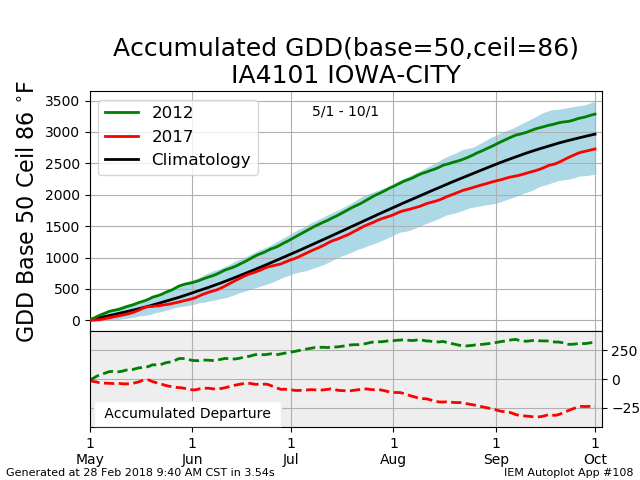 Accumulated GDD(base=50,ceil=86)
IA4101 IOWA-CITY
GDD Base 50 Ceil 86 °F
3500
3000
2500
2000
1500
1000
500
0
2012
2017
Climatology
5/1 - 10/1
250
0
−25
Accumulated Departure
1 1 1 1 1 1
May Jun Jul Aug Sep Oct
Generated at 28 Feb 2018 9:40 AM CST in 3.54s
IEM Autoplot App #108